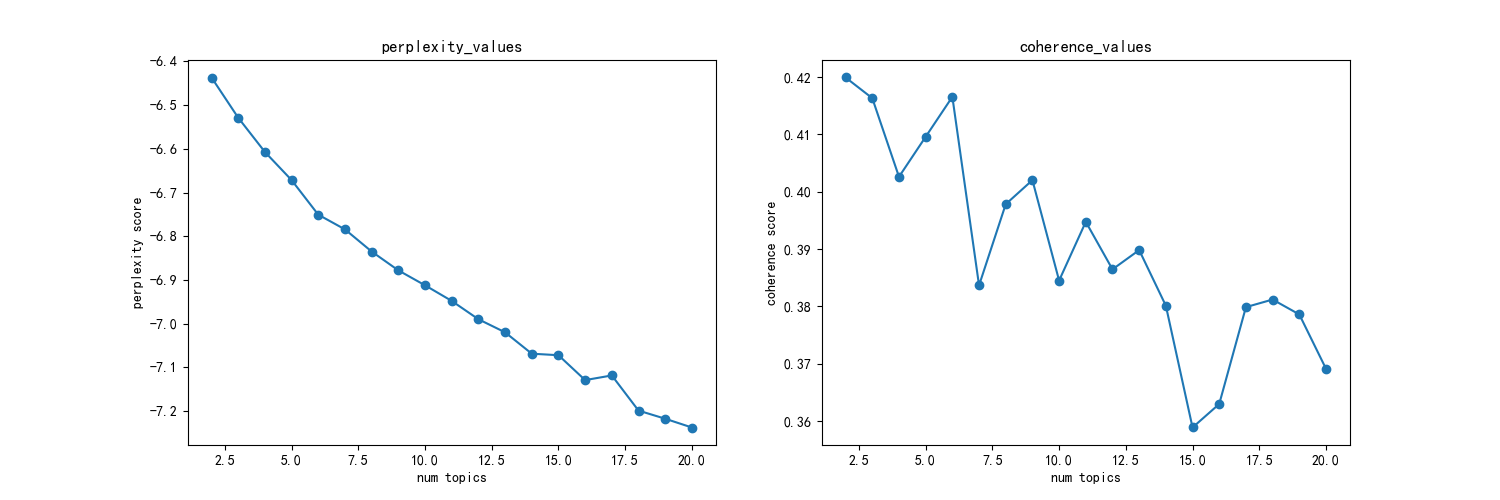 perplexity_values
perplexity score
-6.4
-6.5
-6.6
-6.7
-6.8
-6.9
-7.0
-7.1
-7.2
2.5 5.0 7.5 10.0 12.5 15.0 17.5 20.0
num topics
coherence_values
coherence score
0.42
0.41
0.40
0.39
0.38
0.37
0.36
2.5 5.0 7.5 10.0 12.5 15.0 17.5 20.0
num topics